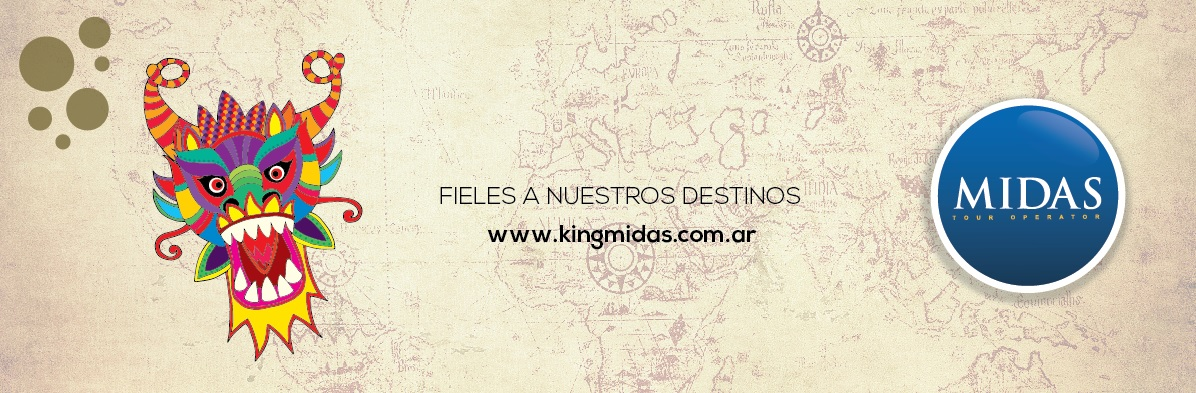 FIELES A NUESTROS DESTINOS
www.kingmidas.com.ar
MIDAS
TOUR OPERATOR